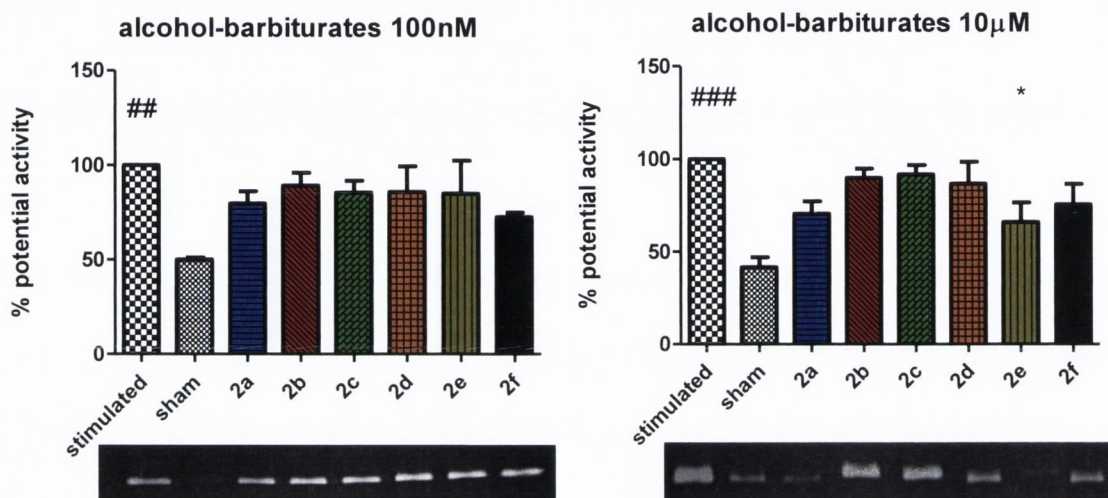 alcohol-barbiturates 100nM
% potential activity
150
100
50
0
##
stimulated
sham
2a
2b
2c
2d
2e
2f
alcohol-barbiturates 10µM
% potential activity
150
100
50
0
###
*
stimulated
sham
2a
2b
2c
2d
2e
2f